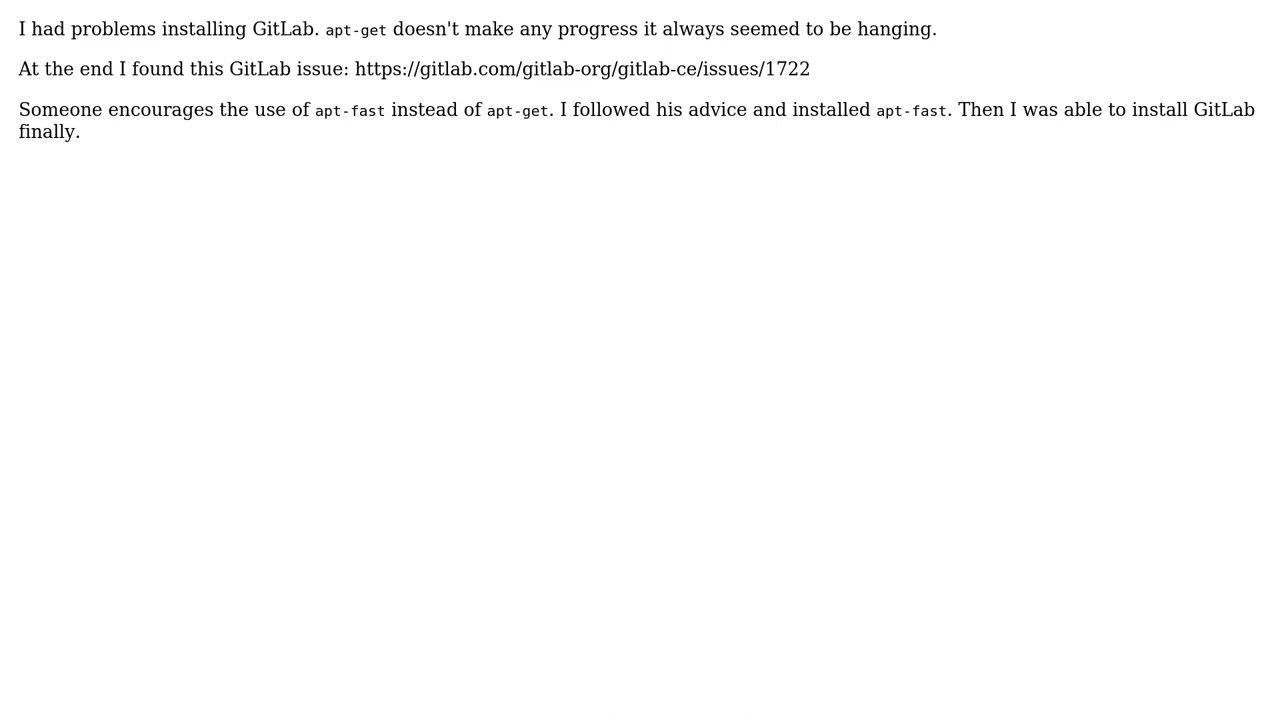 I had problems installing GitLab. apt-get doesn't make any progress it always seemed to be hanging.
At the end I found this GitLab issue: https://gitlab.com/gitlab-org/gitlab-ce/issues/1722
Someone encourages the use of apt-fast instead of apt-get. I followed his advice and installed apt-fast. Then I was able to install GitLab
finally.